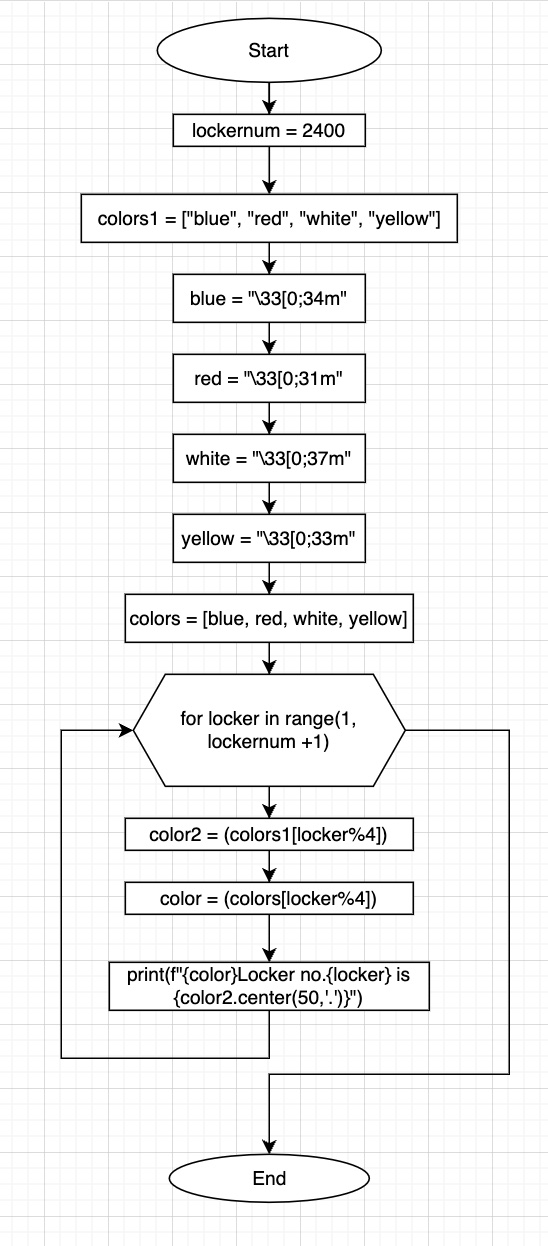 Start
lockernum = 2400
colors1 = ["blue", "red", "white", "yellow"]
blue = "\33[0;34m"
red = "\33[0;31m"
white = "\33[0;37m"
yellow = "\33[0;33m"
colors = [blue, red, white, yellow]
for locker in range(1,
lockernum +1)
color2 = (colors1[locker%4])
color = (colors[locker%4])
print(f"{color}Locker no.{locker} is
{color2.center(50,'.')}")
End